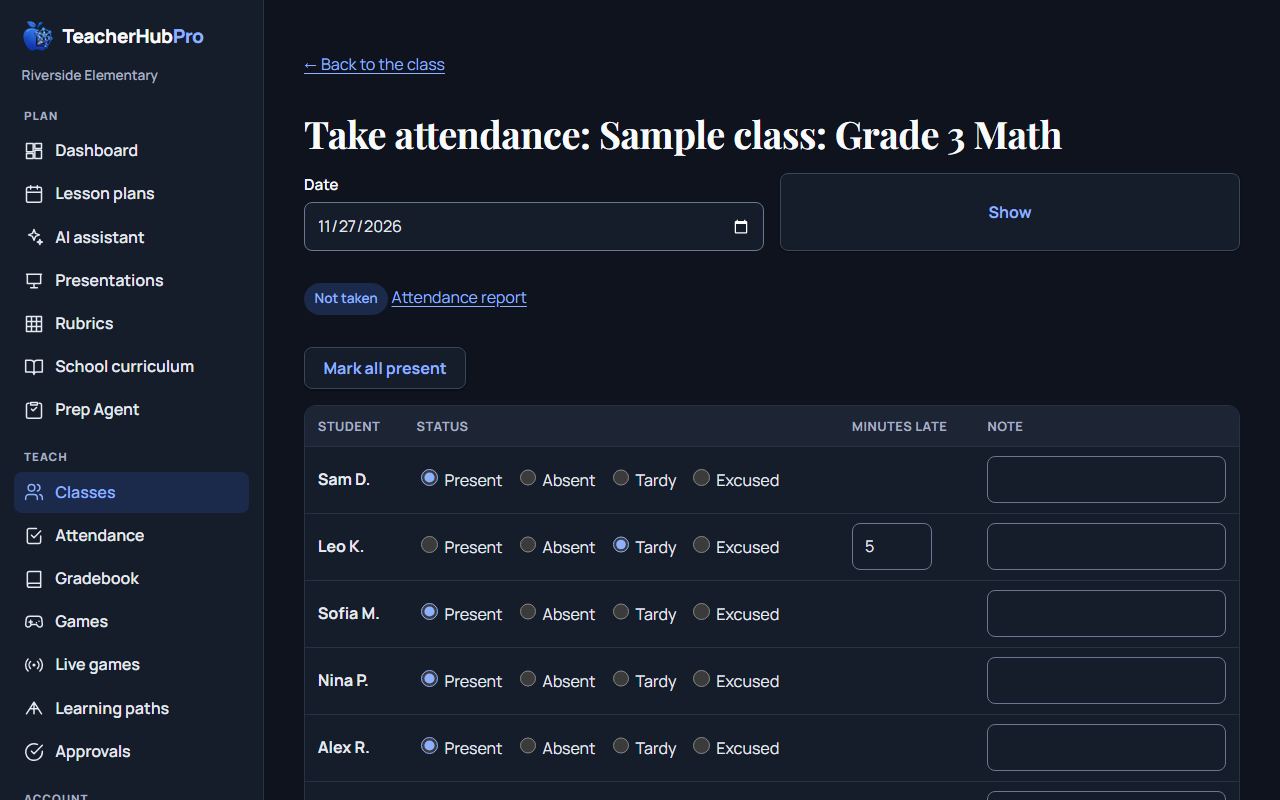 TeacherHubPro
Riverside Elementary
PLAN
Dashboard
Lesson plans
AI assistant
Presentations
Rubrics
School curriculum
Prep Agent
TEACH
Classes
Attendance
Gradebook
Games
Live games
Learning paths
Approvals
ACCOUNT
← Back to the class
Take attendance: Sample class: Grade 3 Math
Date
11/27/2026
Show
Not taken Attendance report
Mark all present
STUDENT STATUS MINUTES LATE NOTE
Sam D. Present Absent Tardy Excused
Leo K. Present Absent Tardy Excused 5
Sofia M. Present Absent Tardy Excused
Nina P. Present Absent Tardy Excused
Alex R. Present Absent Tardy Excused